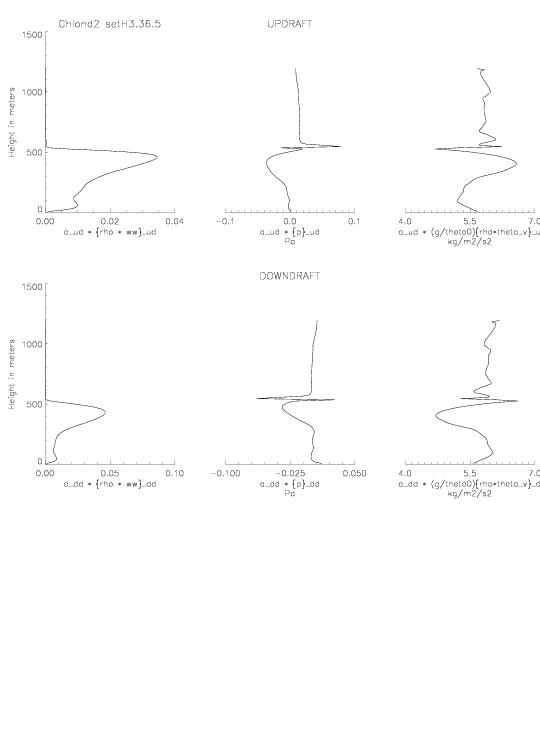 Chlond2 setH3.36.5
UPDRAFT
1500
1000
500
0
Height in meters
0.00 0.02 0.04
a_ud * {rho * ww}_ud
-0.1 0.0 0.1
a_ud * {p}_ud
Pa
4.0 5.5 7.0
a_ud * (g/theta0){rho*theta_v}_u
kg/m2/s2
DOWNDRAFT
1500
1000
500
0
Height in meters
0.00 0.05 0.10
a_dd * {rho * ww}_dd
-0.100 -0.025 0.050
a_dd * {p}_dd
Pa
4.0 5.5 7.0
a_dd * (g/theta0){rho*theta_v}_d
kg/m2/s2